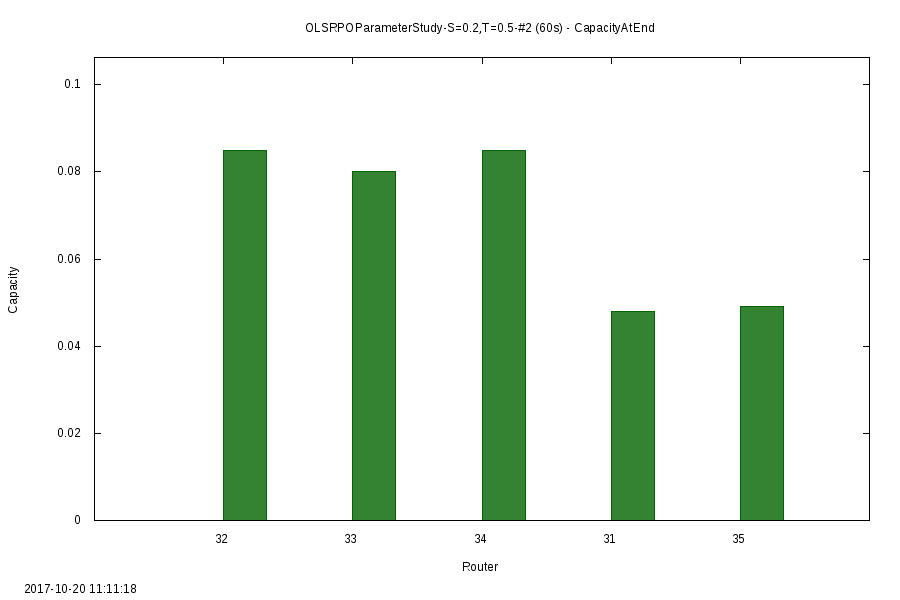 OLSRPOParameterStudy-S=0.2,T=0.5-#2 (60s) - CapacityAtEnd
0.1
0.08
0.06
0.04
0.02
0
Capacity
32 33 34 31 35
Router
2017-10-20 11:11:18